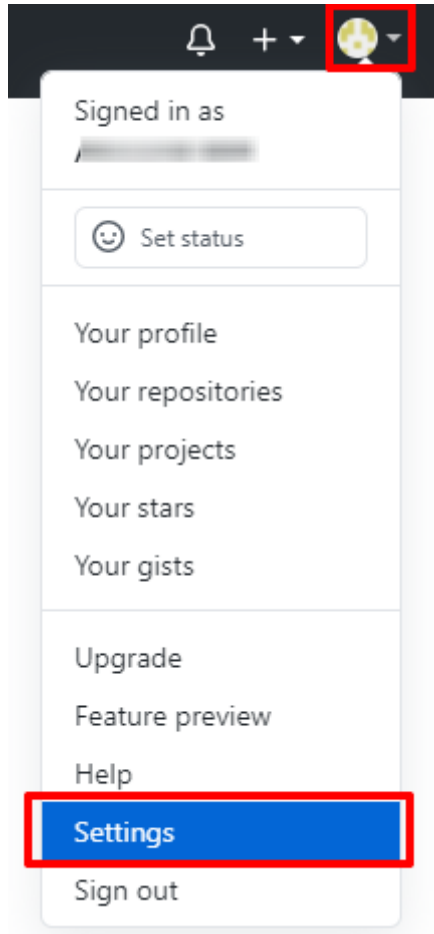 Signed in as
Set status
Your profile
Your repositories
Your projects
Your stars
Your gists
Upgrade
Feature preview
Help
Settings
Sign out